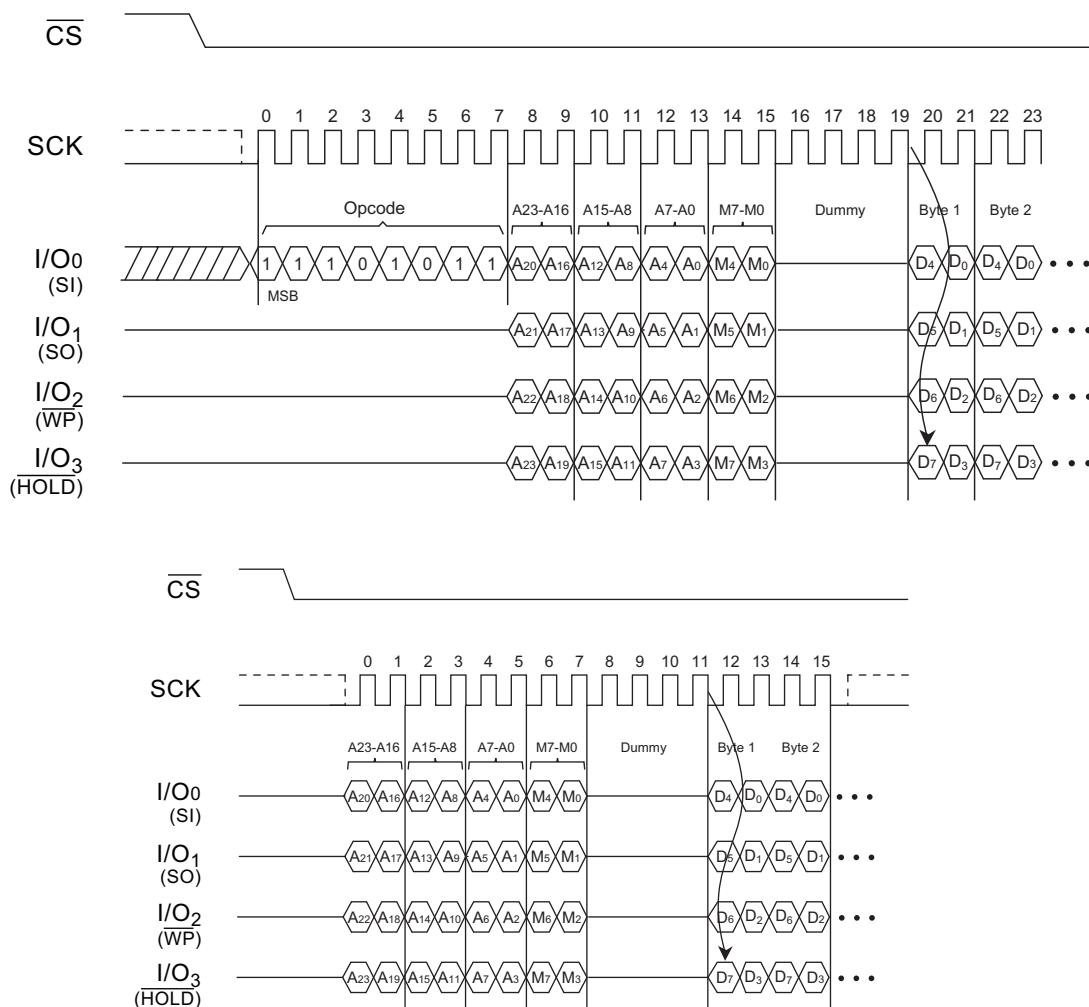 CS
0 1 2 3 4 5 6 7 8 9 10 11 12 13 14 15 16 17 18 19 20 21 22 23
SCK
Opcode A23-A16 A15-A8 A7-A0 M7-M0 Dummy Byte 1 Byte 2
I/O0 1 1 1 0 1 0 1 1 A20 A16 A12 A8 A4 A0 M4 M0 D4 D0 D4 D0 • • •
(SI) MSB
I/O1 A21 A17 A13 A9 A5 A1 M5 M1 D5 D1 D5 D1 • • •
(SO)
I/O2 A22 A18 A14 A10 A6 A2 M6 M2 D6 D2 D6 D2 • • •
(WP)
I/O3 A23 A19 A15 A11 A7 A3 M7 M3 D7 D3 D7 D3 • • •
(HOLD)
CS
0 1 2 3 4 5 6 7 8 9 10 11 12 13 14 15
SCK
A23-A16 A15-A8 A7-A0 M7-M0 Dummy Byte 1 Byte 2
I/O0 A20 A16 A12 A8 A4 A0 M4 M0 D4 D0 D4 D0 • • •
(SI)
I/O1 A21 A17 A13 A9 A5 A1 M5 M1 D5 D1 D5 D1 • • •
(SO)
I/O2 A22 A18 A14 A10 A6 A2 M6 M2 D6 D2 D6 D2 • • •
(WP)
I/O3 A23 A19 A15 A11 A7 A3 M7 M3 D7 D3 D7 D3 • • •
(HOLD)